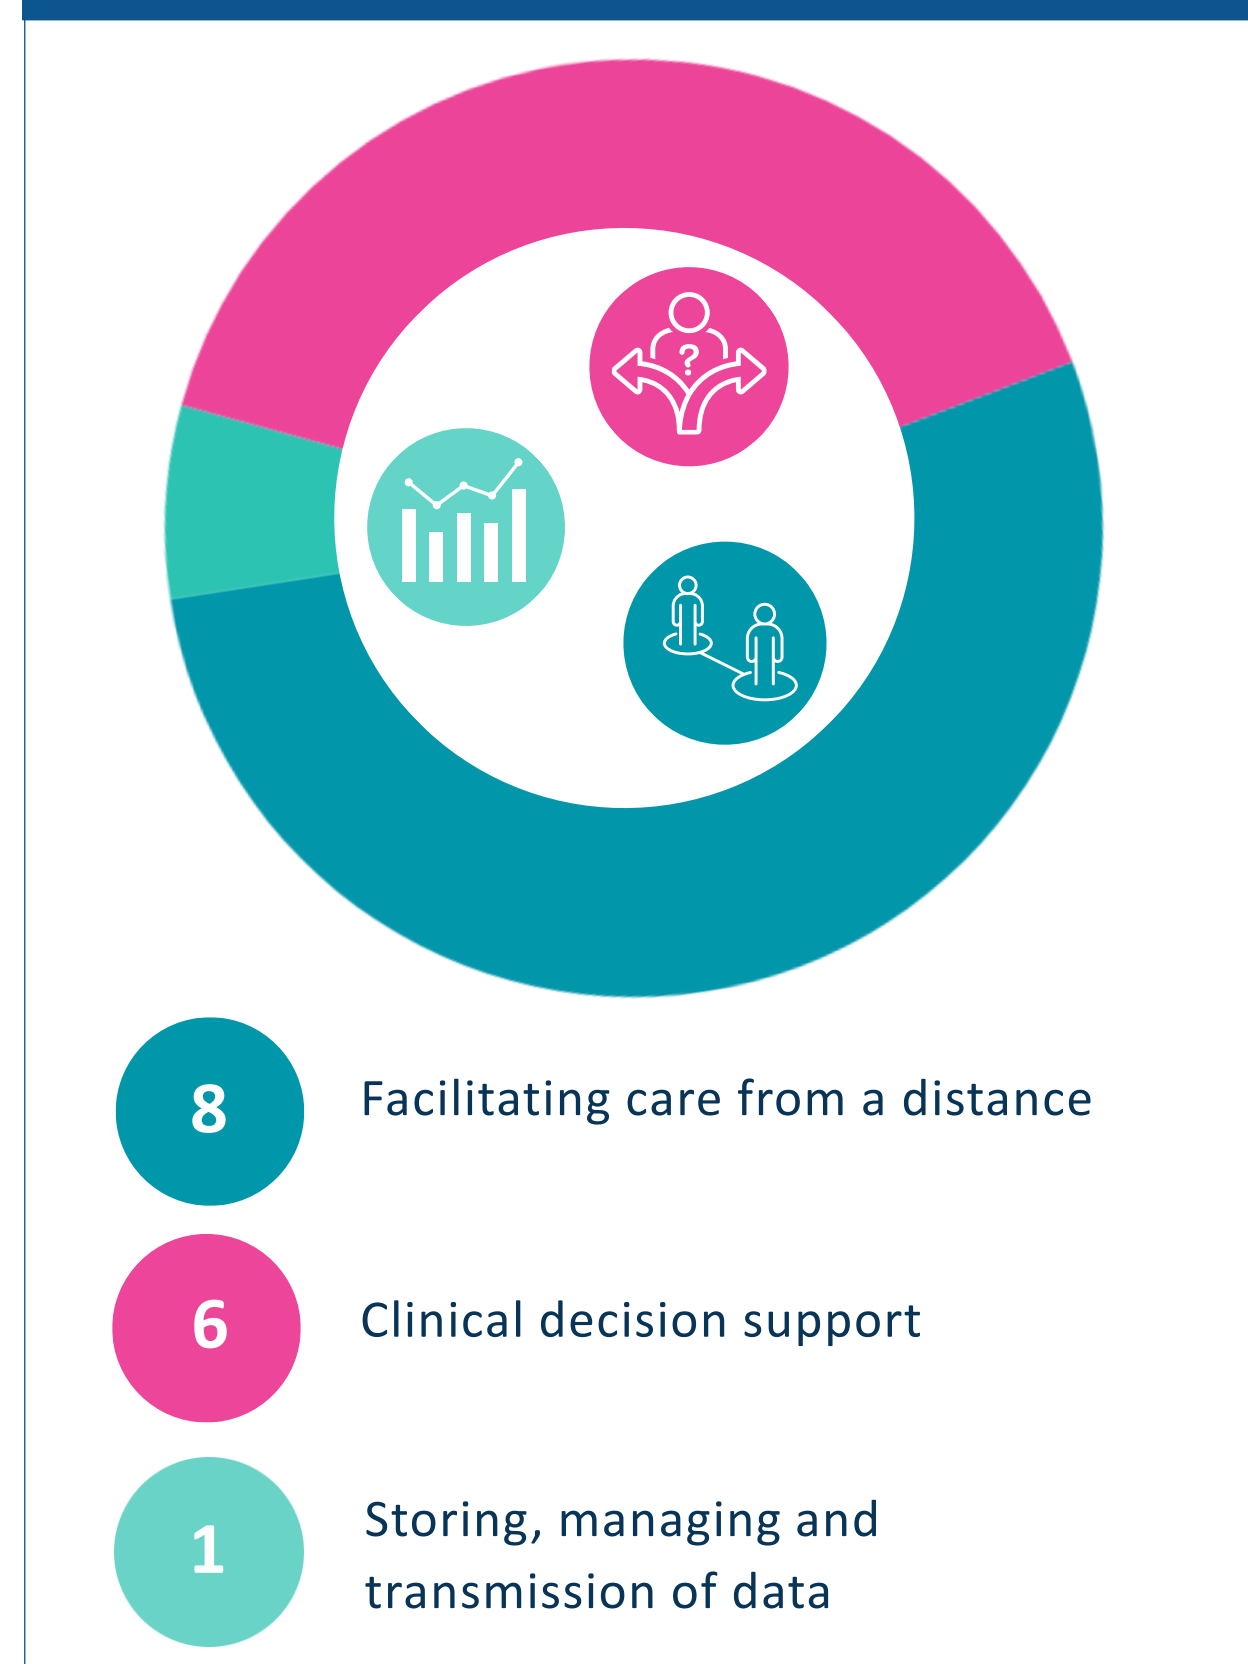 ?
8
Facilitating care from a distance
6
Clinical decision support
1
Storing, managing and
transmission of data